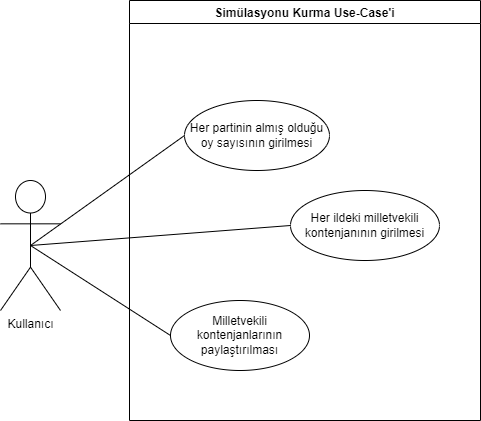 Simülasyonu Kurma Use-Case'i
Her partinin almış olduğu
oy sayısının girilmesi
Her ildeki milletvekili
kontenjanının girilmesi
Milletvekili
kontenjanlarının
paylaştırılması
Kullanıcı